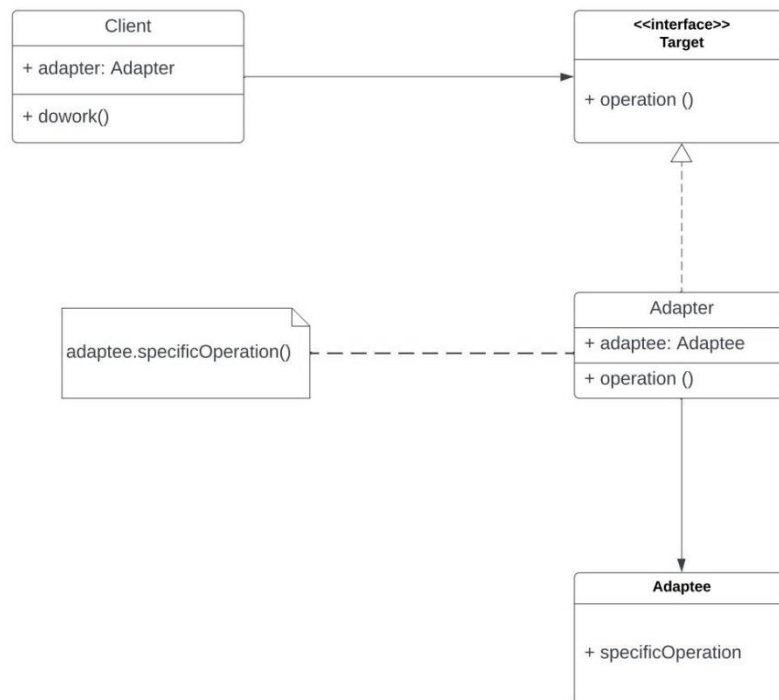 Client
+ adapter: Adapter
+ dowork()
<<interface>>
Target
+ operation ()
adaptee.specificOperation()
Adapter
+ adaptee: Adaptee
+ operation ()
Adaptee
+ specificOperation